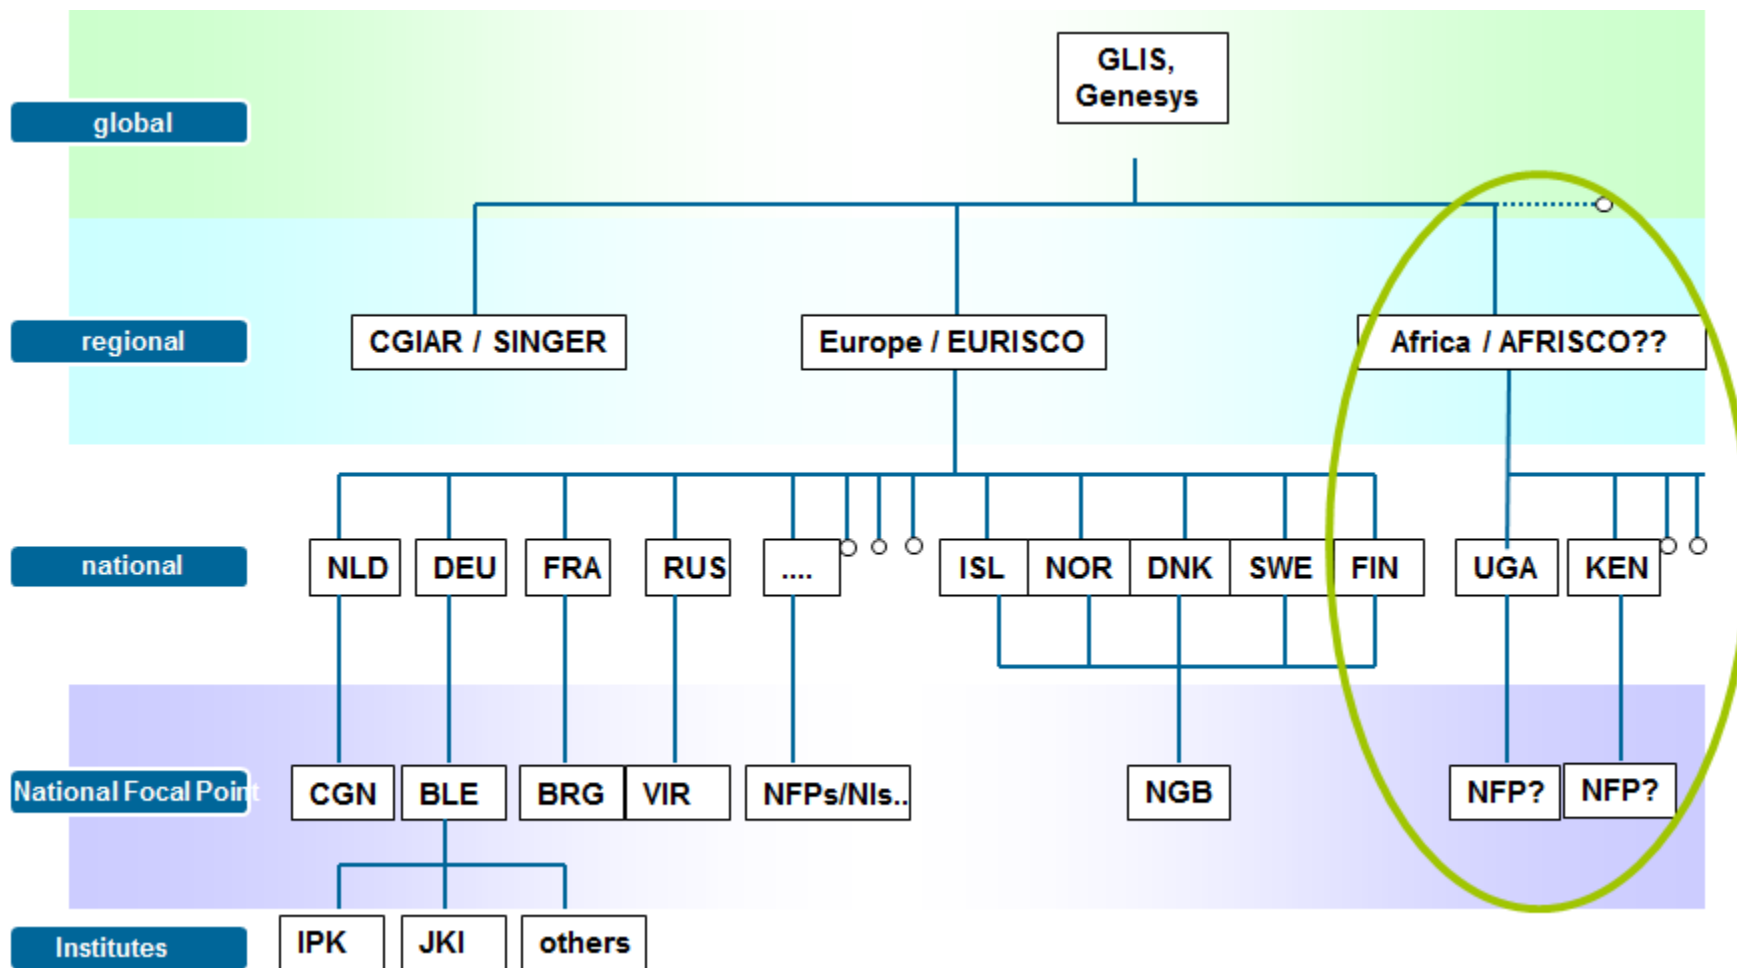 GLIS,
Genesys
global
regional
CGIAR / SINGER
Europe / EURISCO
Africa / AFRISCO??
national
NLD
DEU
FRA
RUS
....
ISL
NOR
DNK
SWE
FIN
UGA
KEN
National Focal Point
CGN
BLE
BRG
VIR
NFPs/NIs..
NGB
NFP?
NFP?
Institutes
IPK
JKI
others